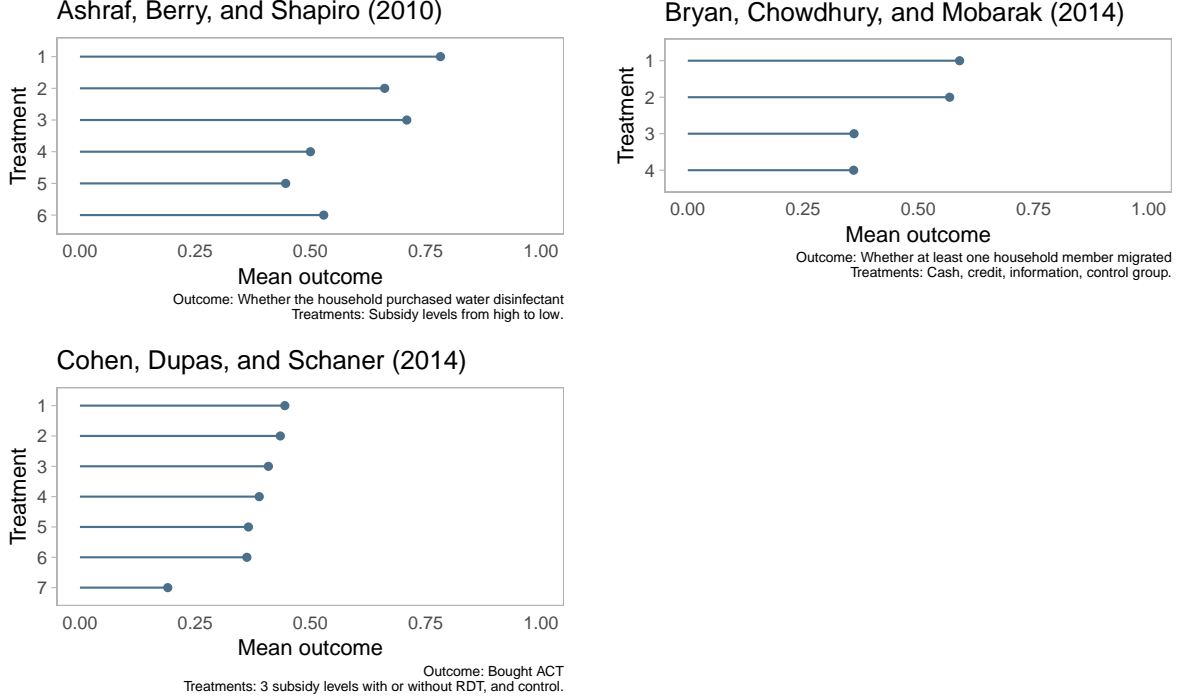 Ashraf, Berry, and Shapiro (2010)
Treatment
1
2
3
4
5
6
0.00 0.25 0.50 0.75 1.00
Mean outcome
Outcome: Whether the household purchased water disinfectant
Treatments: Subsidy levels from high to low.
Bryan, Chowdhury, and Mobarak (2014)
Treatment
1
2
3
4
0.00 0.25 0.50 0.75 1.00
Mean outcome
Outcome: Whether at least one household member migrated
Treatments: Cash, credit, information, control group.
Cohen, Dupas, and Schaner (2014)
Treatment
1
2
3
4
5
6
7
0.00 0.25 0.50 0.75 1.00
Mean outcome
Outcome: Bought ACT
Treatments: 3 subsidy levels with or without RDT, and control.